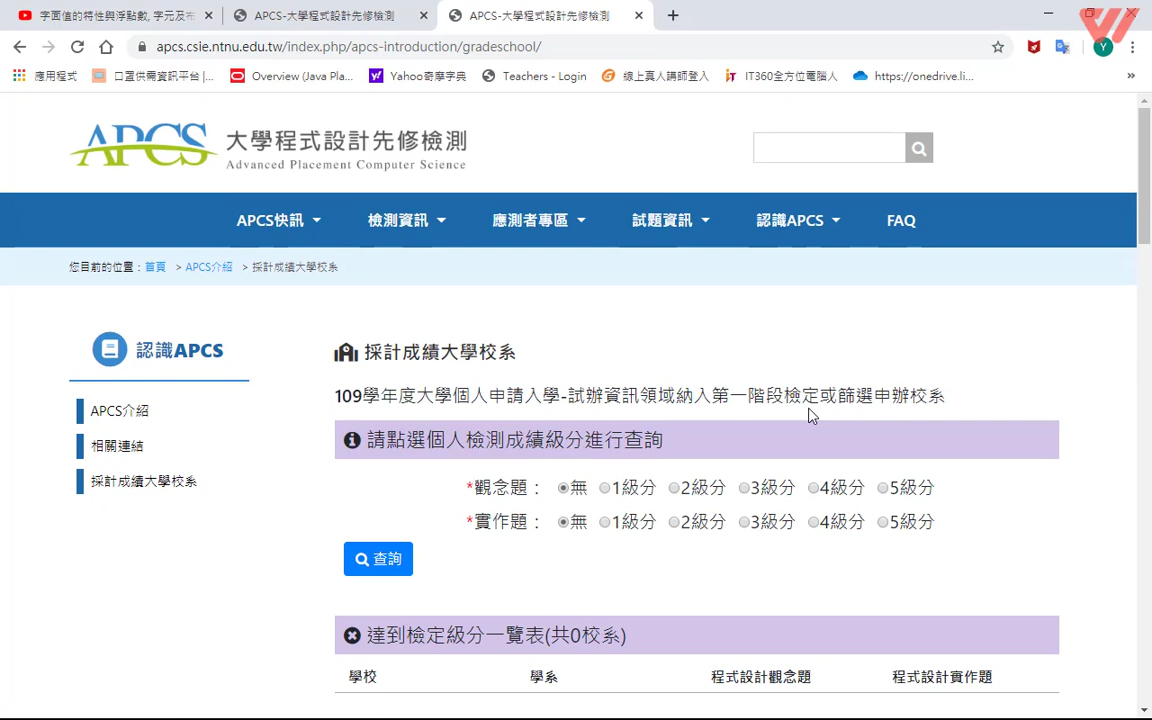 字面值的特性與浮點數, 字元及布
APCS-大學程式設計先修檢測
APCS-大學程式設計先修檢測
apcs.csie.ntnu.edu.tw/index.php/apcs-introduction/gradeschool/
Y
應用程式
口罩供需資訊平台 |...
Overview (Java Pla...
Yahoo奇摩字典
Teachers - Login
線上真人講師登入
IT360全方位電腦人
https://onedrive.li...
APCS
大學程式設計先修檢測
Advanced Placement Computer Science
APCS快訊
檢測資訊
應測者專區
試題資訊
認識APCS
FAQ
您目前的位置：首頁 > APCS介紹 > 採計成績大學校系
認識APCS
APCS介紹
相關連結
採計成績大學校系
採計成績大學校系
109學年度大學個人申請入學-試辦資訊領域納入第一階段檢定或篩選申辦校系
請點選個人檢測成績級分進行查詢
*觀念題： 無 1級分 2級分 3級分 4級分 5級分
*實作題： 無 1級分 2級分 3級分 4級分 5級分
查詢
達到檢定級分一覽表(共0校系)
學校 學系 程式設計觀念題 程式設計實作題